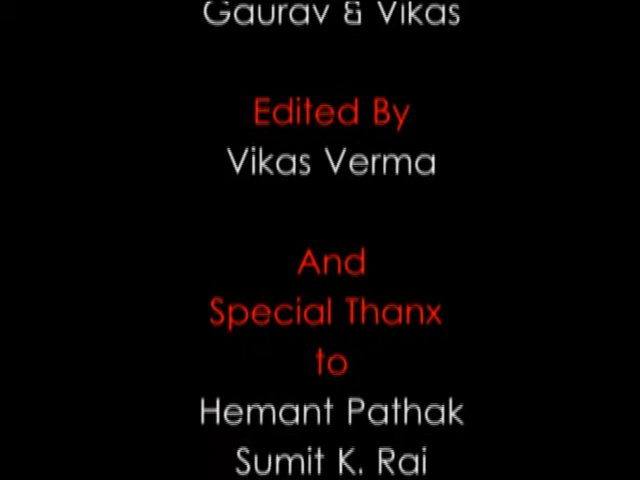 Gaurav & Vikas
Edited By
Vikas Verma
And
Special Thanx
to
Hemant Pathak
Sumit K. Rai